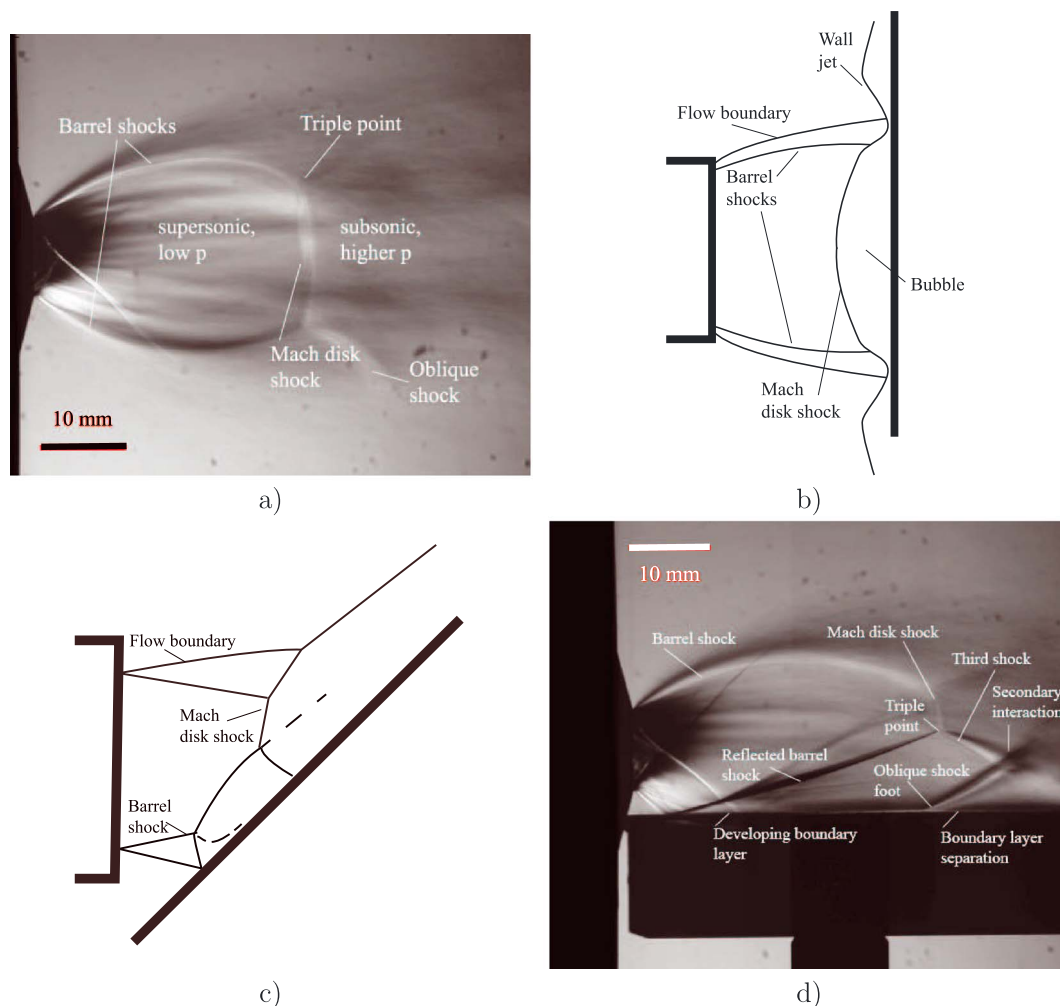 Barrel shocks
Triple point
supersonic,
low p
subsonic,
higher p
Mach disk
shock
Oblique
shock
10 mm
a)
Wall
jet
Flow boundary
Barrel
shocks
Bubble
Mach
disk shock
b)
Flow boundary
Mach
disk shock
Barrel
shock
c)
10 mm
Barrel shock
Mach disk shock
Third shock
Secondary
interaction
Triple
point
Reflected barrel
shock
Oblique shock
foot
Developing boundary
layer
Boundary layer
separation
d)